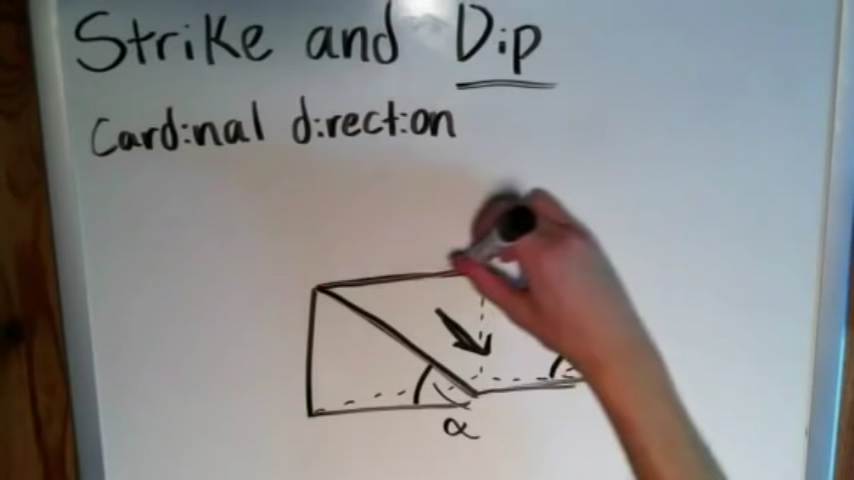 Strike and Dip
Cardinal direction
α